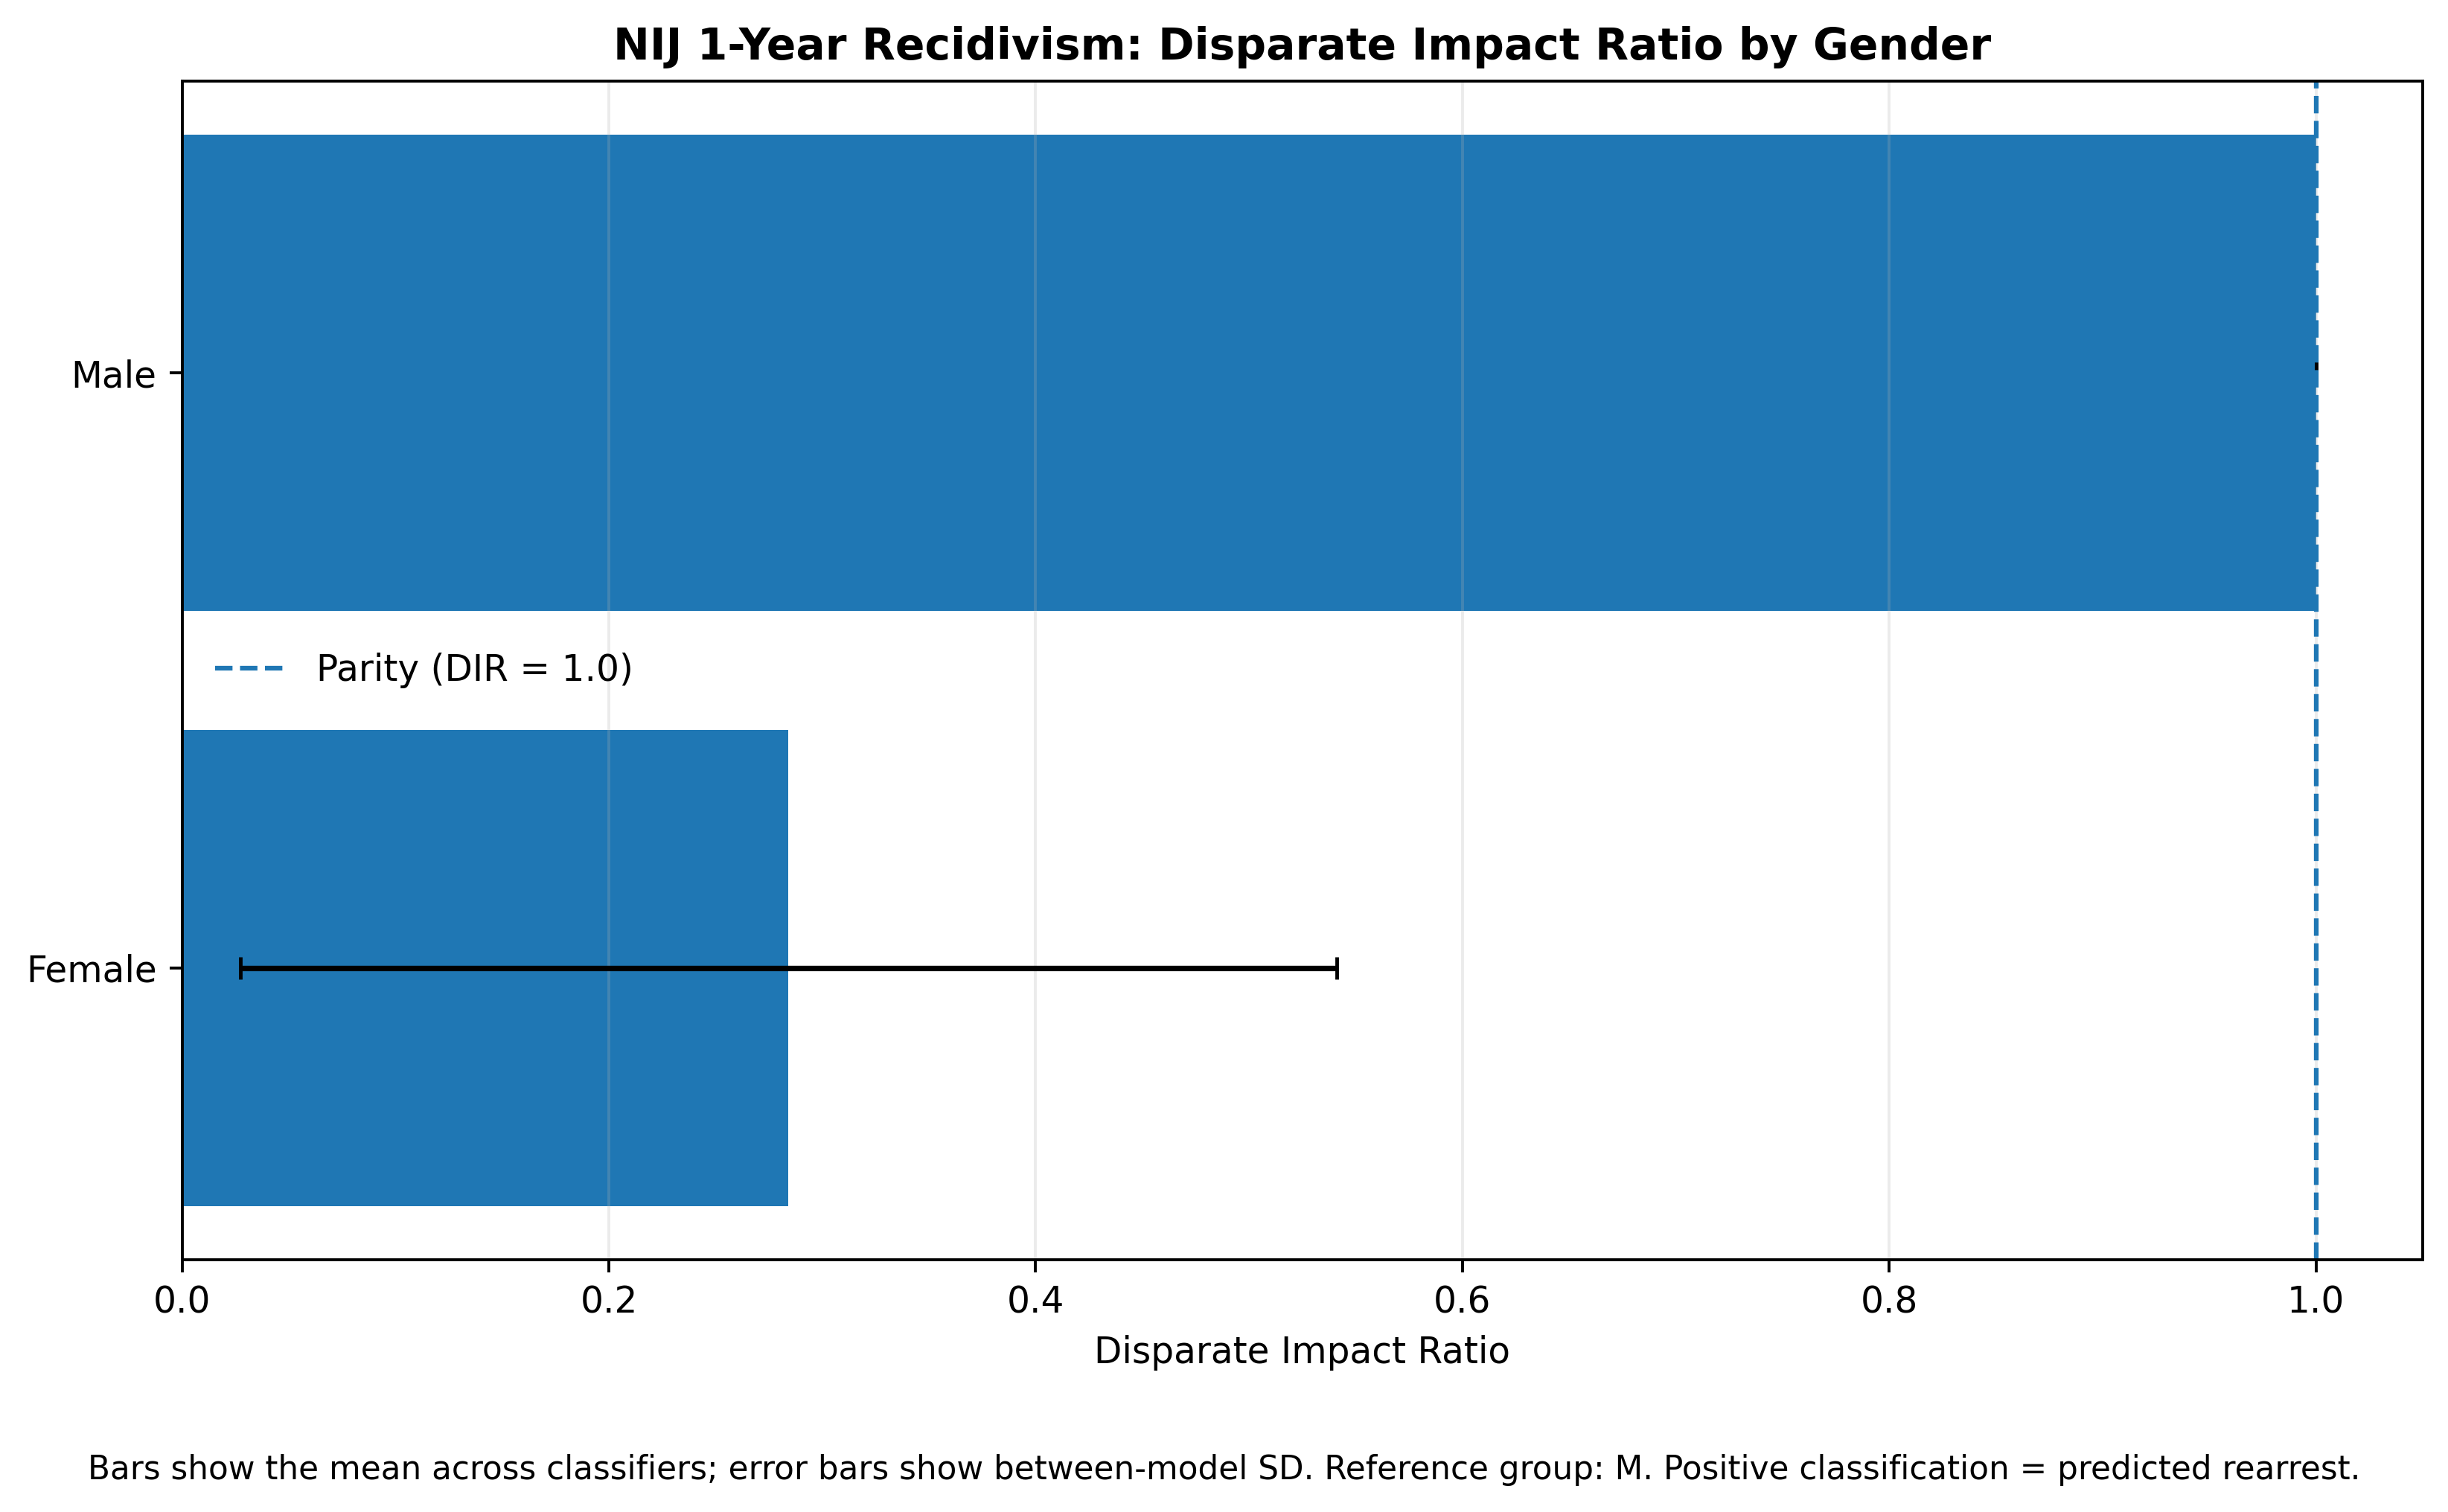 NIJ 1-Year Recidivism: Disparate Impact Ratio by Gender
Male
Parity (DIR = 1.0)
Female
0.0 0.2 0.4 0.6 0.8 1.0
Disparate Impact Ratio
Bars show the mean across classifiers; error bars show between-model SD. Reference group: M. Positive classification = predicted rearrest.